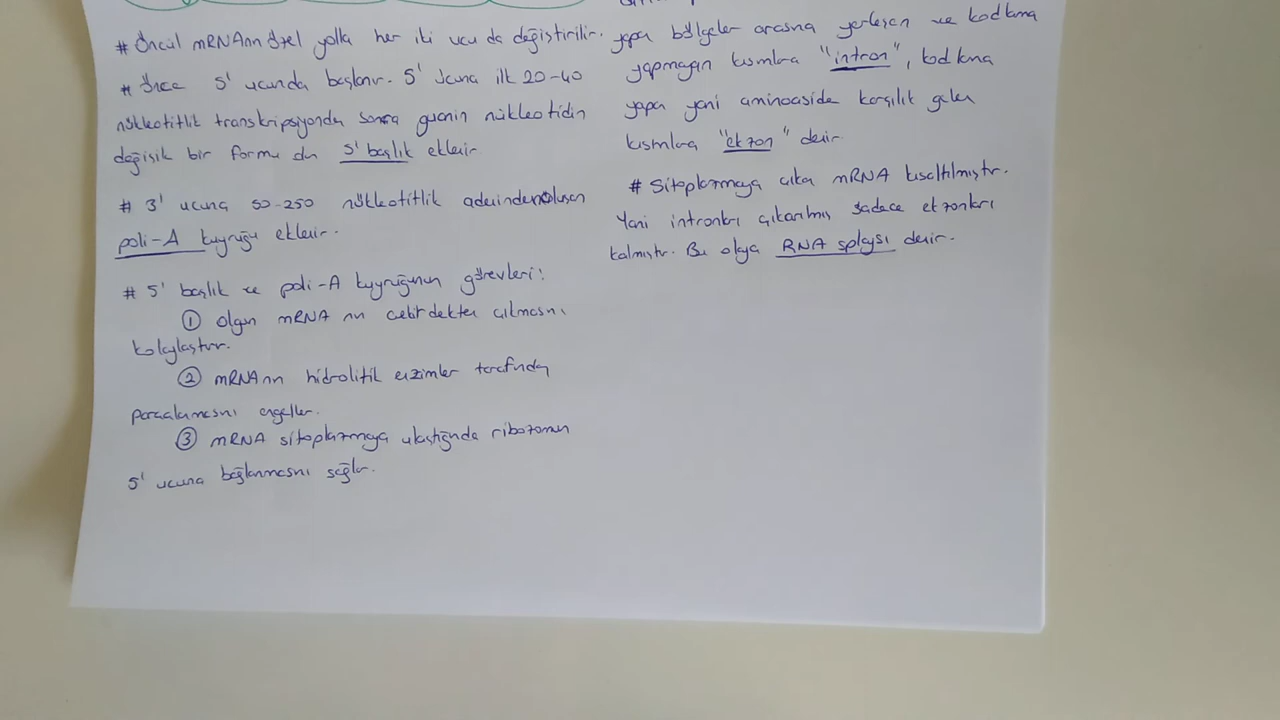 # Öncül mRNAnın özel yolla her iki ucu da değiştirilir.
# Önce 5' ucunda başlanır. 5' Ucuna ilk 20-40
nükleotitlik transkripsiyondan sonra guanin nükleotidin
değişik bir formu olan 5' başlık eklenir
# 3' ucuna 50-250 nükleotitlik adeninden oluşan
poli-A kuyruğu eklenir.
# 5' başlık ve poli-A kuyruğunun görevleri:
① Olgun mRNA nın çekirdekten çıkmasını
kolaylaştırır.
② mRNAnın hidrolitik enzimler tarafından
parçalanmasını engeller.
③ mRNA sitoplazmaya ulaştığında ribozomun
5' ucuna bağlanmasını sağlar.
yapan bölgeler arasına yerleşen ve kodlama
yapmayan kısımlara "intron", kodlama
yapan yani aminoaside karşılık gelen
kısımlara "ekzon" denir
# Sitoplazmaya çıkan mRNA kısaltılmıştır.
Yani intronları çıkarılmış sadece ekzonları
kalmıştır. Bu olaya RNA splaysı denir.